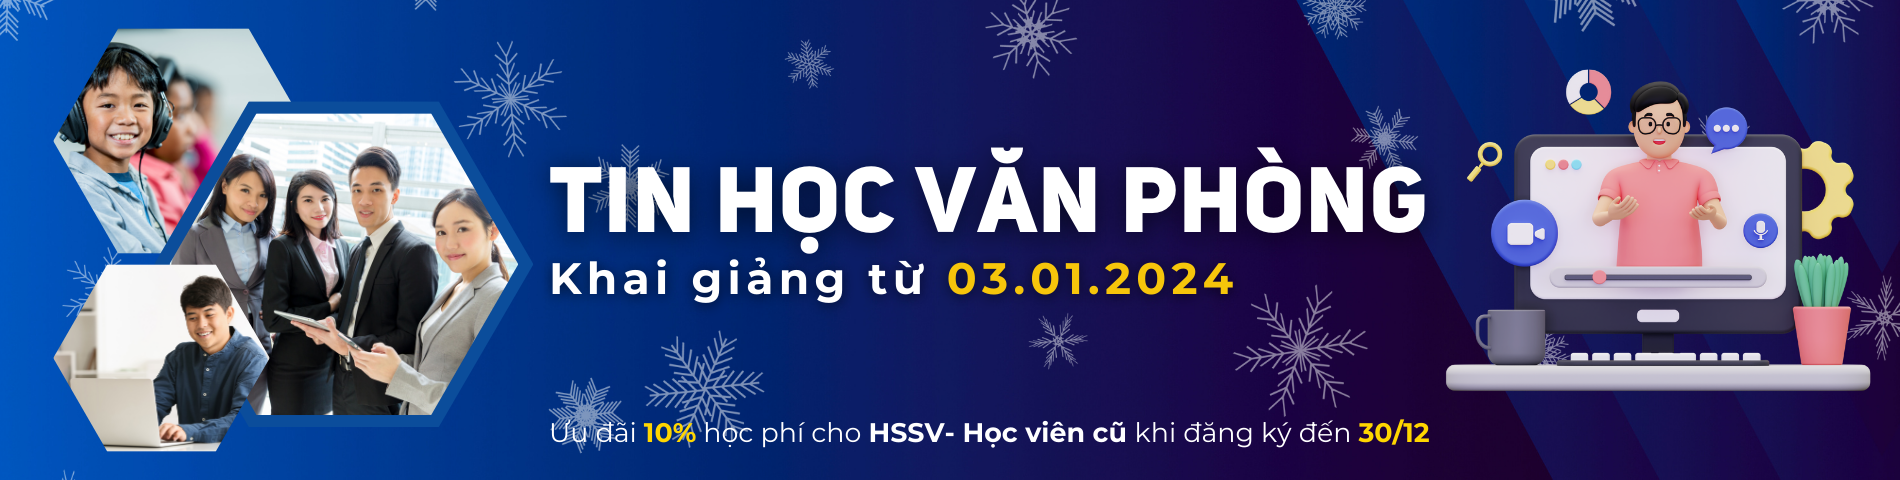 TIN HỌC VĂN PHÒNG
Khai giảng từ 03.01.2024
Ưu đãi 10% học phí cho HSSV- Học viên cũ khi đăng ký đến 30/12